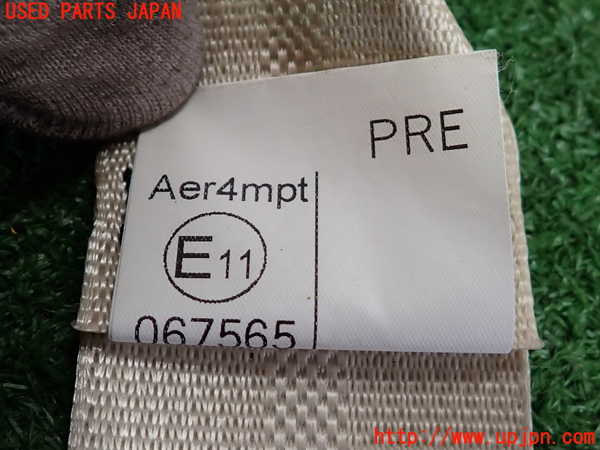 USED PARTS JAPAN
PRE
Aer4mpt
E11
067565
http://www.upjpn.com/